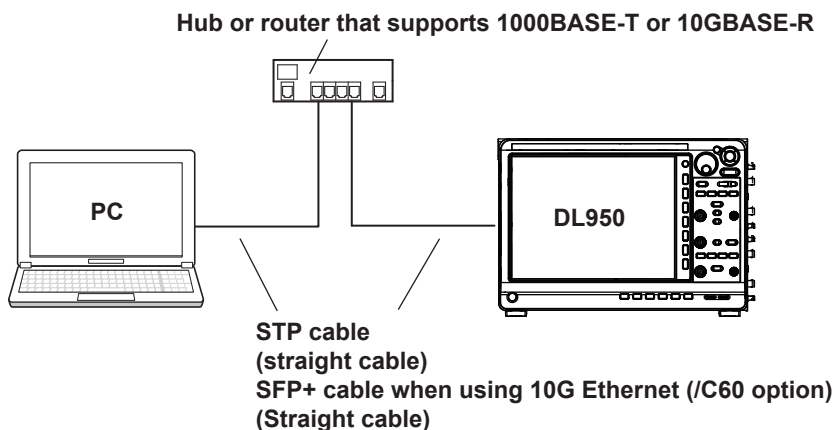 Hub or router that supports 1000BASE-T or 10GBASE-R
PC
DL950
STP cable
(straight cable)
SFP+ cable when using 10G Ethernet (/C60 option)
(Straight cable)